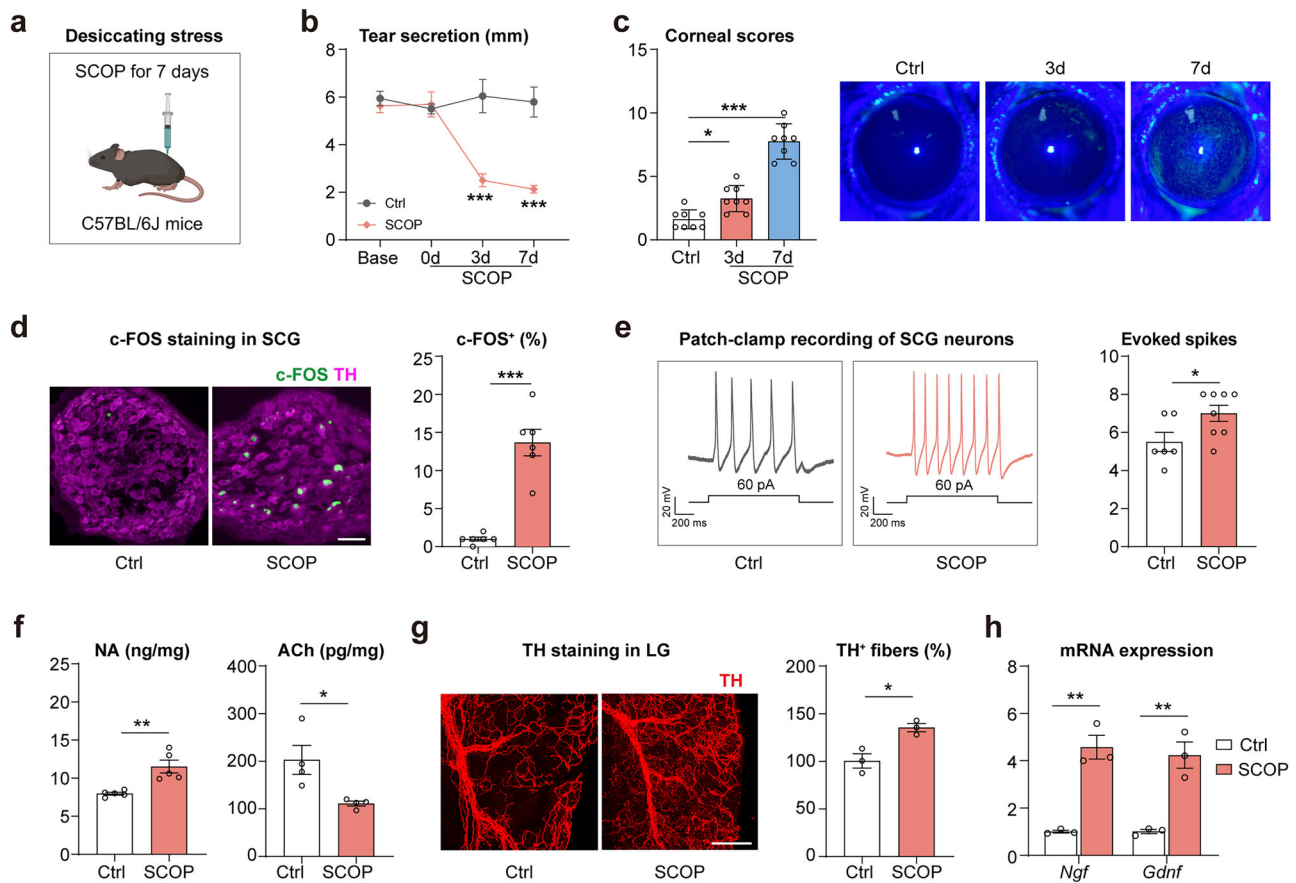 a
Desiccating stress
SCOP for 7 days
C57BL/6J mice
b
Tear secretion (mm)
8
6
4
2
0
Ctrl
SCOP
***
***
Base
0d
3d
7d
SCOP
c
Corneal scores
15
10
5
0
***
*
Ctrl
3d
7d
SCOP
Ctrl
3d
7d
d
c-FOS staining in SCG
c-FOS TH
Ctrl
SCOP
c-FOS⁺ (%)
25
20
15
10
5
0
***
Ctrl
SCOP
e
Patch-clamp recording of SCG neurons
60 pA
20 mV
200 ms
Ctrl
60 pA
20 mV
200 ms
SCOP
Evoked spikes
10
8
6
4
2
0
*
Ctrl
SCOP
f
NA (ng/mg)
25
20
15
10
5
0
**
Ctrl
SCOP
ACh (pg/mg)
400
300
200
100
0
*
Ctrl
SCOP
g
TH staining in LG
TH
Ctrl
SCOP
TH⁺ fibers (%)
200
150
100
50
0
*
Ctrl
SCOP
h
mRNA expression
8
6
4
2
0
**
**
Ctrl
SCOP
Ngf
Gdnf